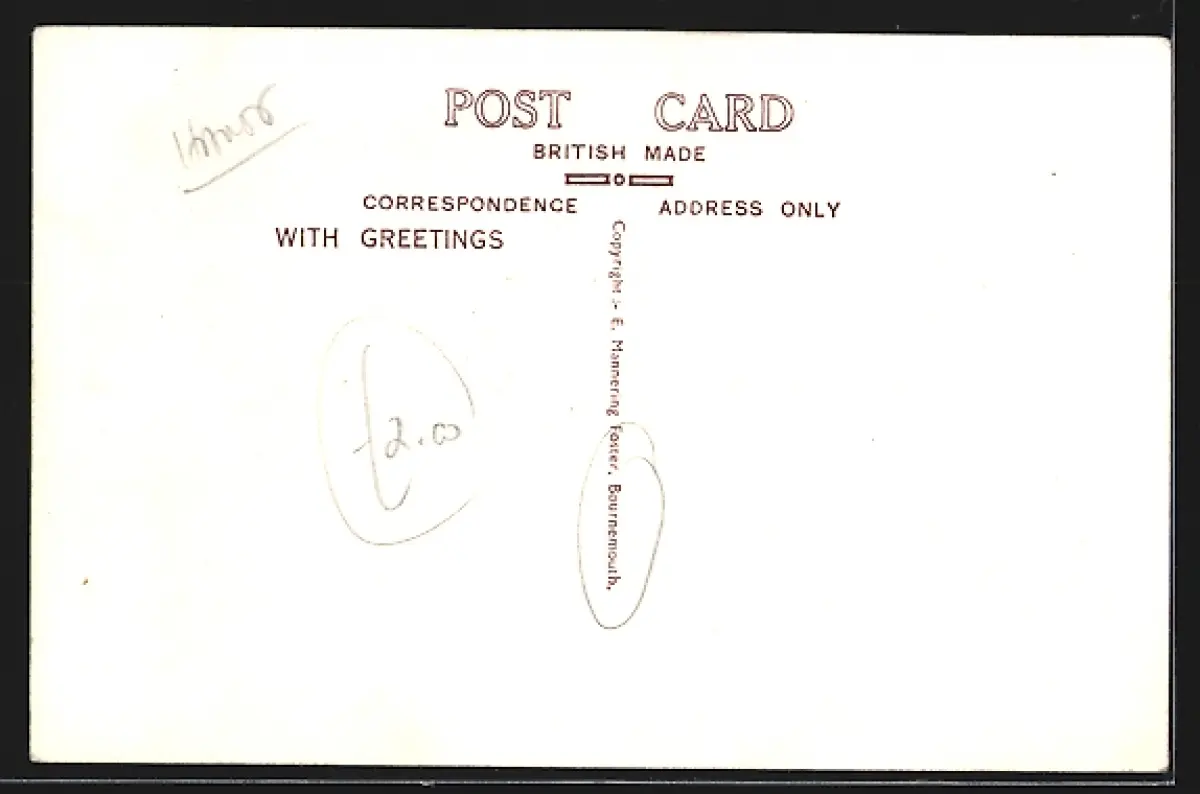 POST CARD
BRITISH MADE
CORRESPONDENCE ADDRESS ONLY
WITH GREETINGS
Copyright :- E. Mannering Foster, Bournemouth.
£2.00